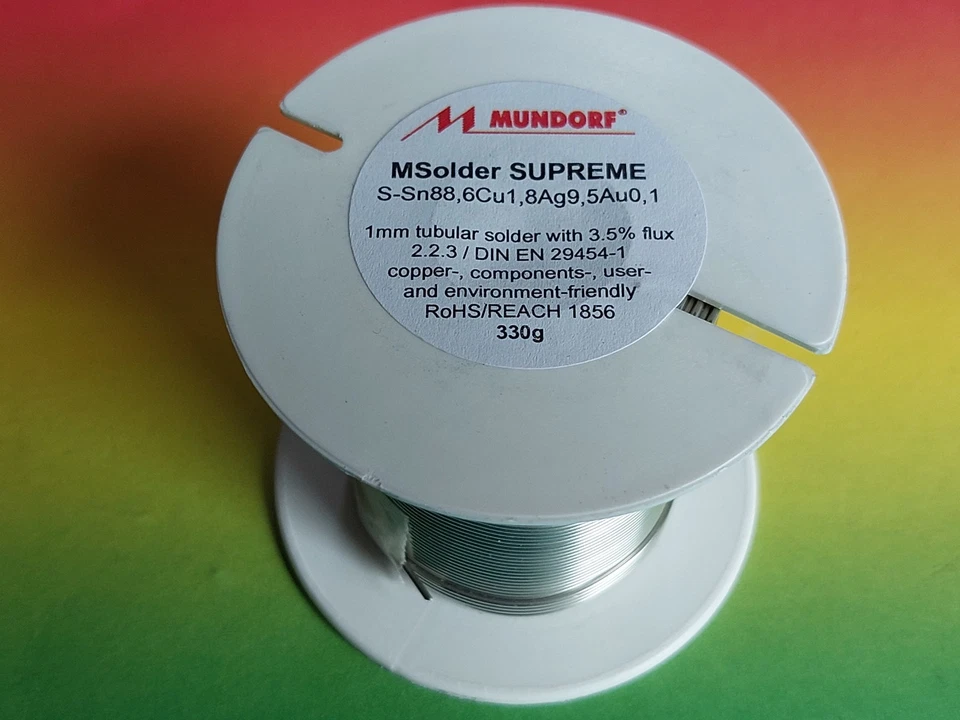 MUNDORF®
MSolder SUPREME
S-Sn88,6Cu1,8Ag9,5Au0,1
1mm tubular solder with 3.5% flux
2.2.3 / DIN EN 29454-1
copper-, components-, user-
and environment-friendly
RoHS/REACH 1856
330g